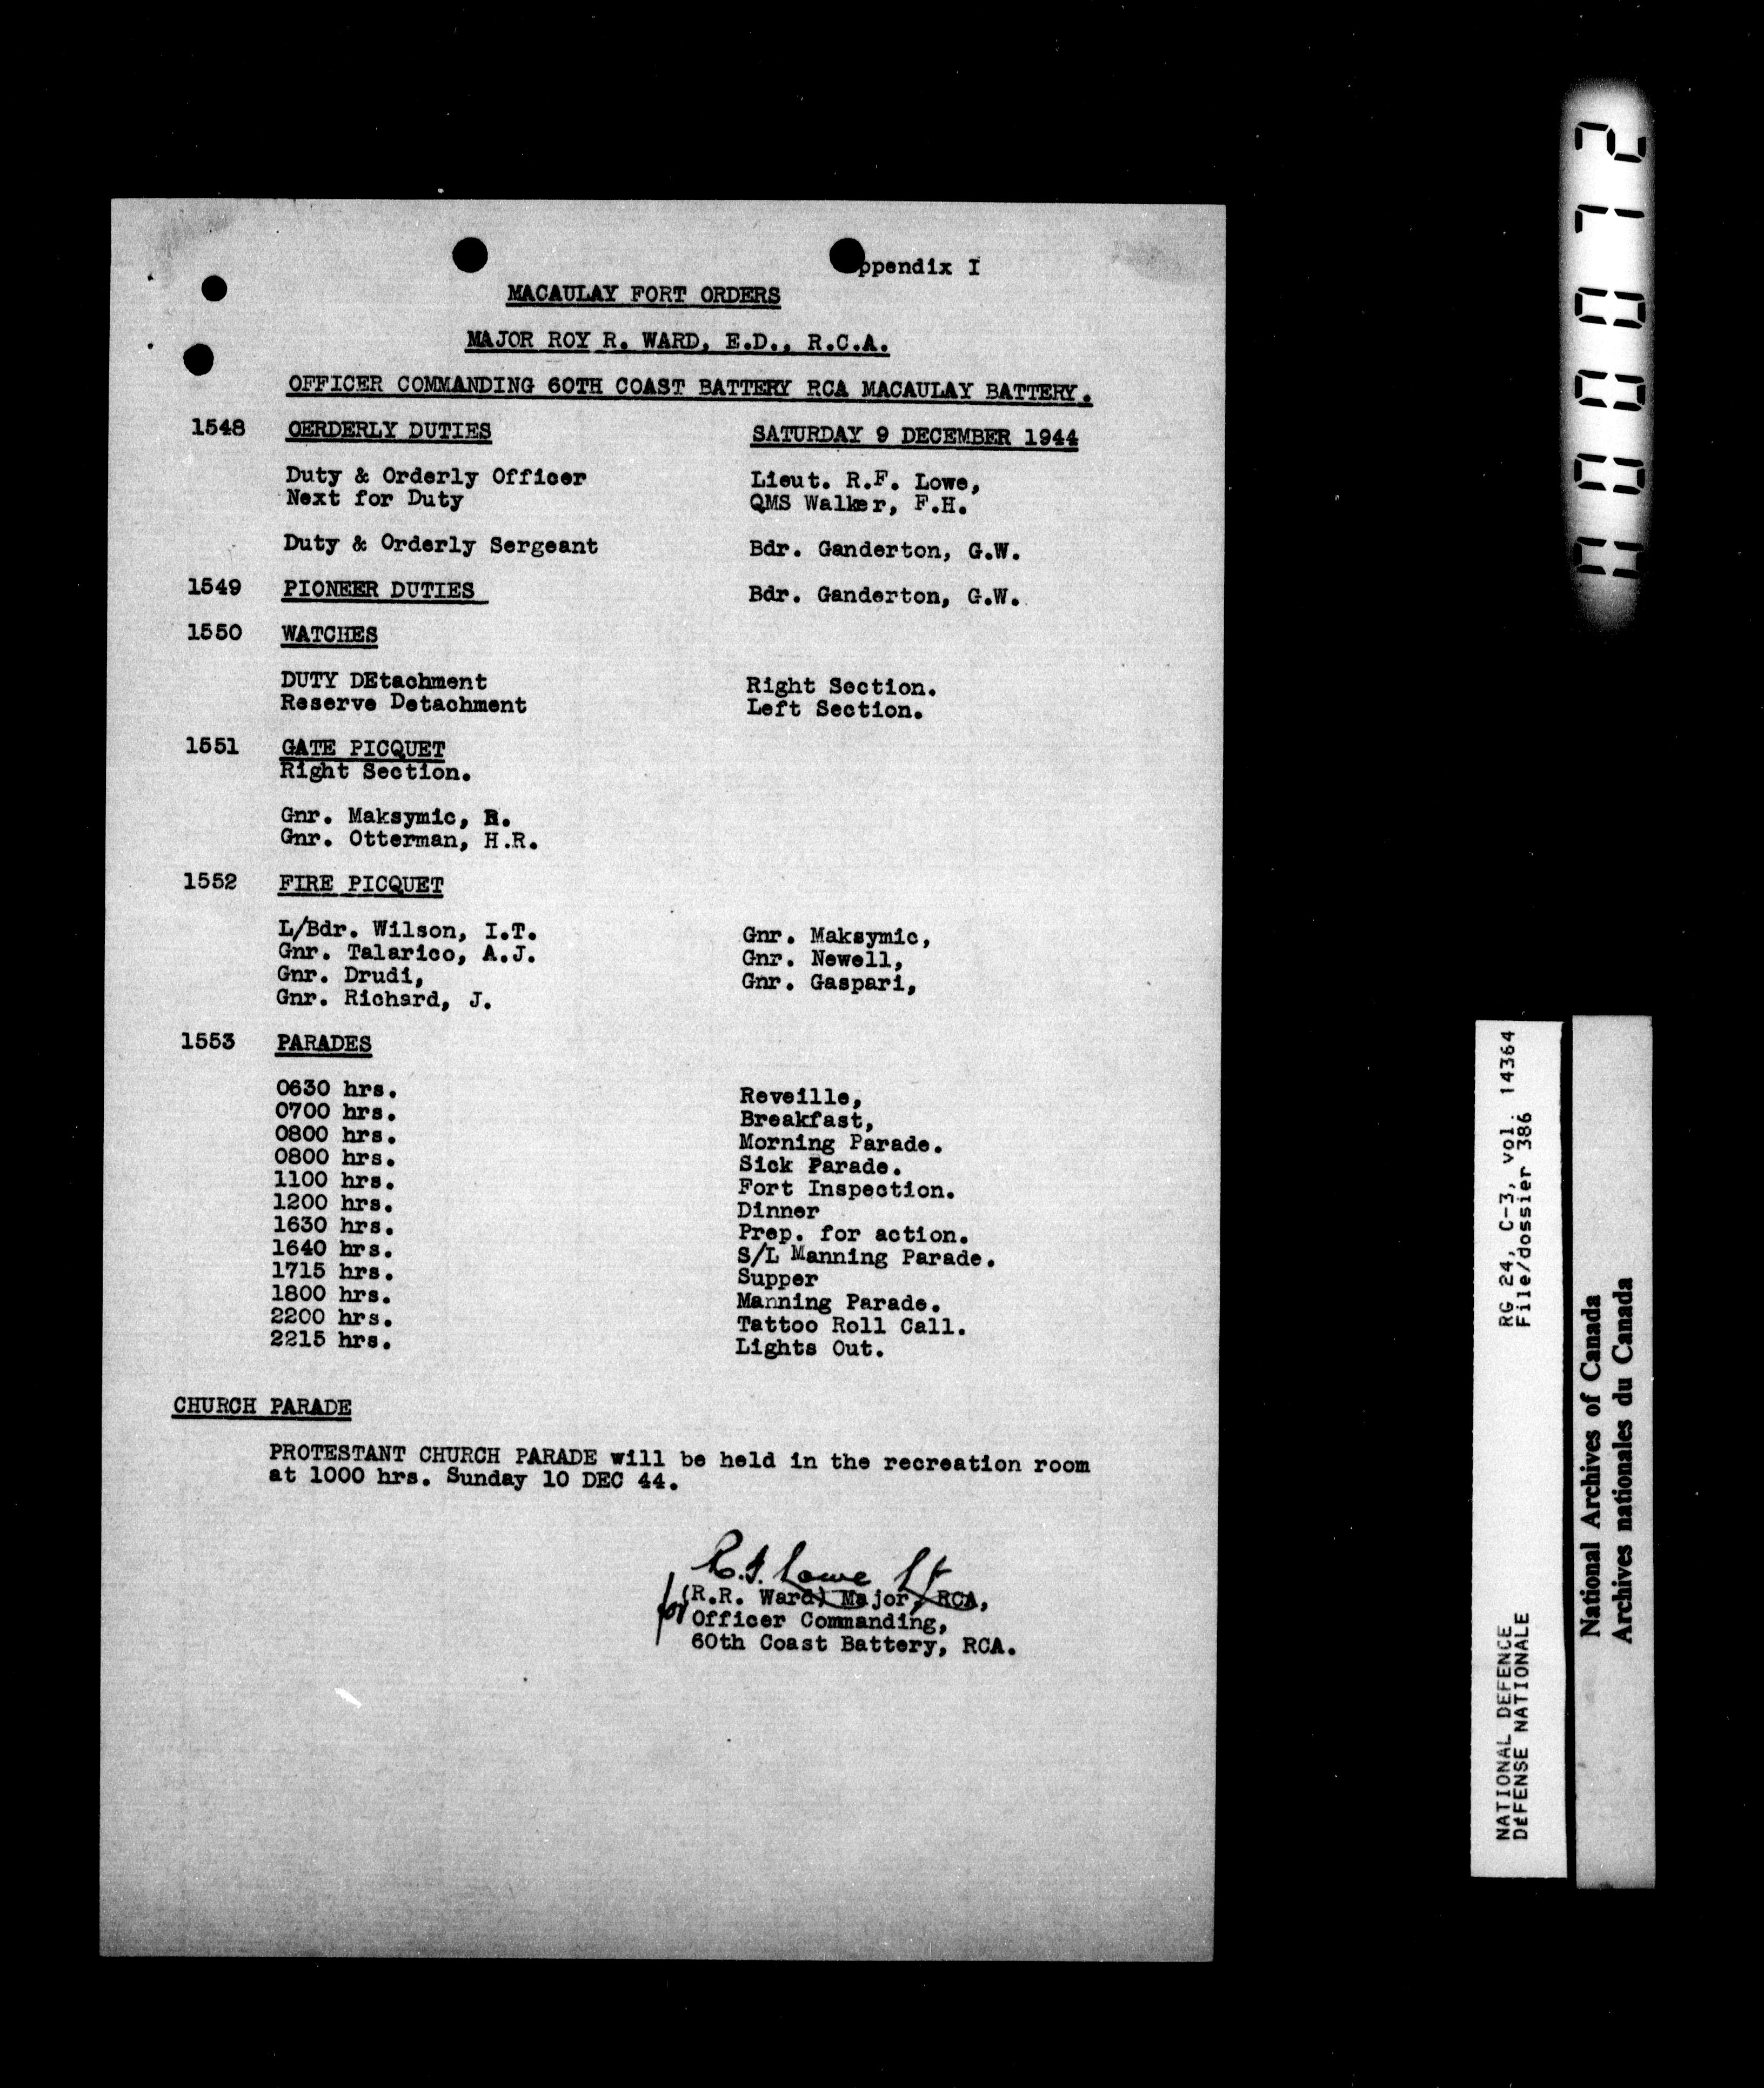 ppendix I
MACAULAY FORT ORDERS
MAJOR ROY R. WARD, E.D., R.C.A.
OFFICER COMMANDING 60TH COAST BATTERY RCA MACAULAY BATTERY.
1548 OERDERLY DUTIES SATURDAY 9 DECEMBER 1944
Duty & Orderly Officer Lieut. R.F. Lowe,
Next for Duty QMS Walker, F.H.
Duty & Orderly Sergeant Bdr. Ganderton, G.W.
1549 PIONEER DUTIES Bdr. Ganderton, G.W.
1550 WATCHES
DUTY DEtachment Right Section.
Reserve Detachment Left Section.
1551 GATE PICQUET
Right Section.
Gnr. Maksymic, R.
Gnr. Otterman, H.R.
1552 FIRE PICQUET
L/Bdr. Wilson, I.T. Gnr. Maksymic,
Gnr. Talarico, A.J. Gnr. Newell,
Gnr. Drudi, Gnr. Gaspari,
Gnr. Richard, J.
1553 PARADES
0630 hrs. Reveille,
0700 hrs. Breakfast,
0800 hrs. Morning Parade.
0800 hrs. Sick Parade.
1100 hrs. Fort Inspection.
1200 hrs. Dinner
1630 hrs. Prep. for action.
1640 hrs. S/L Manning Parade.
1715 hrs. Supper
1800 hrs. Manning Parade.
2200 hrs. Tattoo Roll Call.
2215 hrs. Lights Out.
CHURCH PARADE
PROTESTANT CHURCH PARADE will be held in the recreation room
at 1000 hrs. Sunday 10 DEC 44.
R.F. Lowe Lt
for (R.R. Ward) Major, RCA,
Officer Commanding,
60th Coast Battery, RCA.
000072
NATIONAL DEFENCE RG 24, C-3, vol. 14364
DÉFENSE NATIONALE File/dossier 386
National Archives of Canada
Archives nationales du Canada